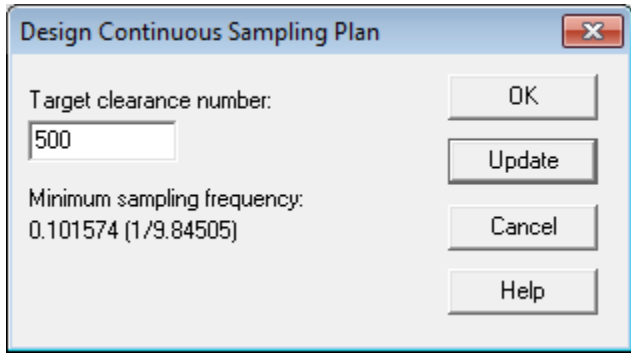 Design Continuous Sampling Plan
Target clearance number:
500
Minimum sampling frequency:
0.101574 (1/9.84505)
OK
Update
Cancel
Help